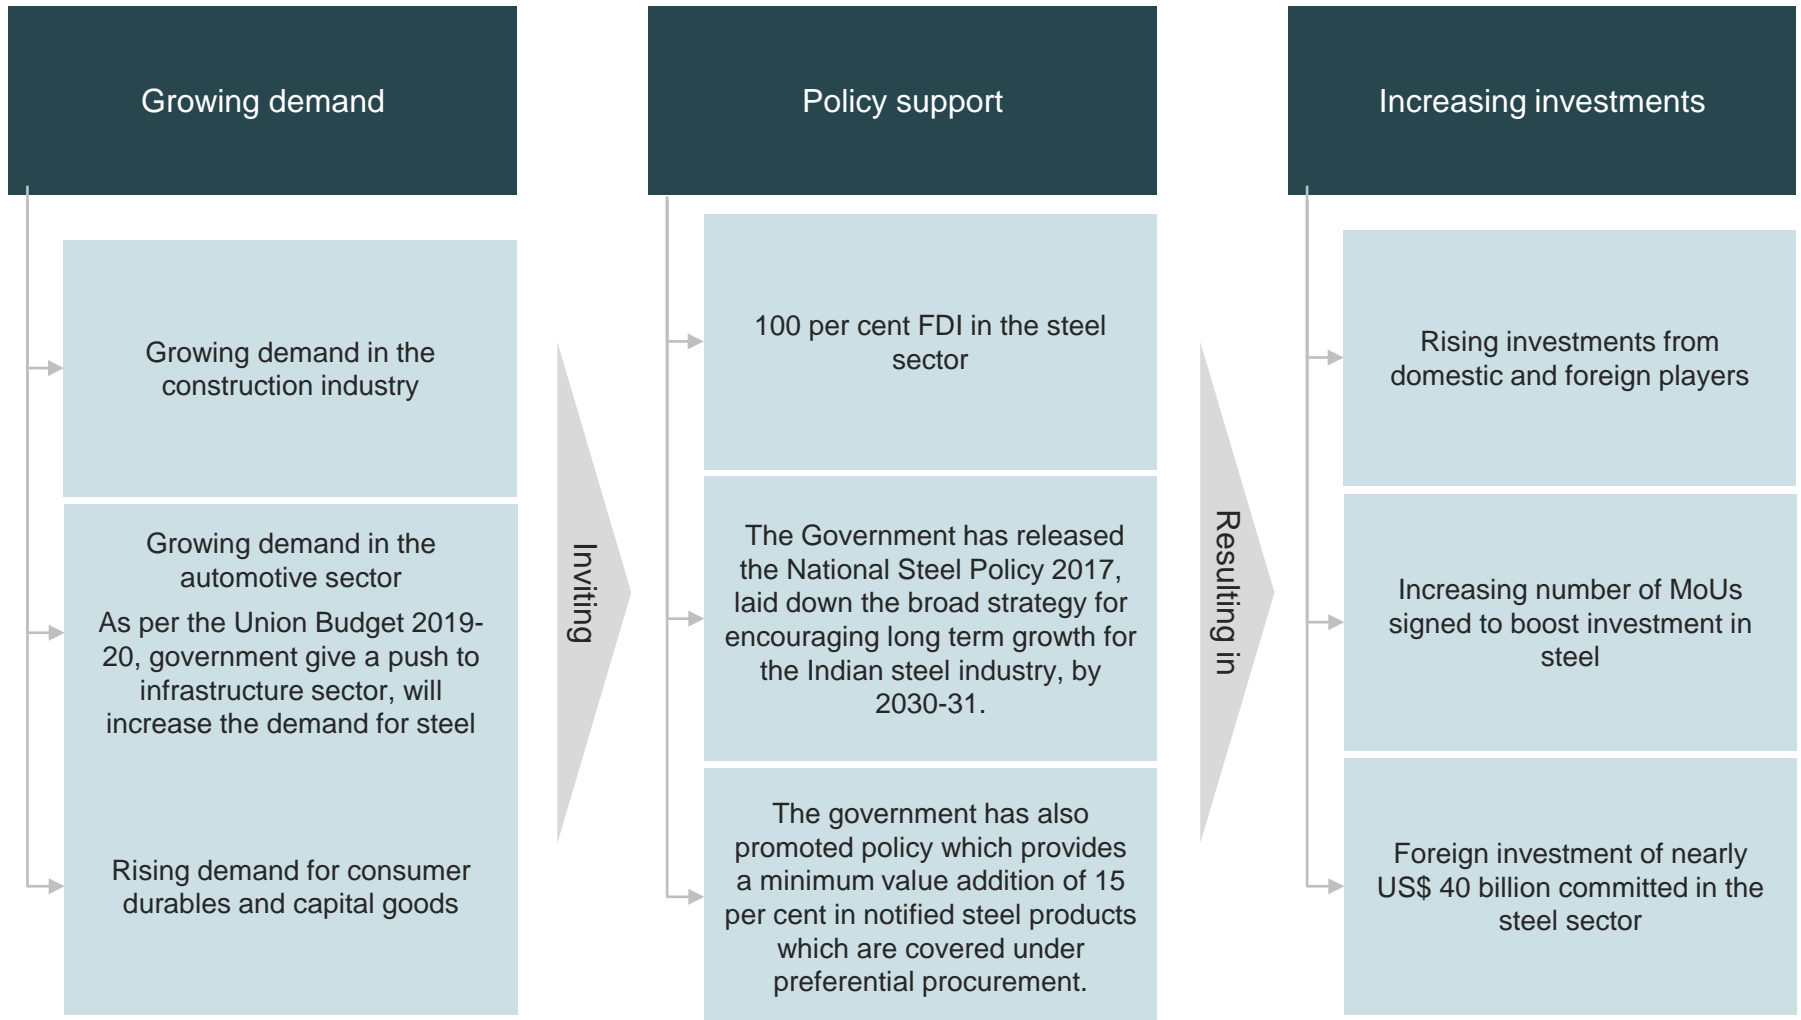 Growing demand
Growing demand in the
construction industry
Growing demand in the
automotive sector
As per the Union Budget 2019-
20, government give a push to
infrastructure sector, will
increase the demand for steel
Rising demand for consumer
durables and capital goods
Inviting
Policy support
100 per cent FDI in the steel
sector
The Government has released
the National Steel Policy 2017,
laid down the broad strategy for
encouraging long term growth for
the Indian steel industry, by
2030-31.
The government has also
promoted policy which provides
a minimum value addition of 15
per cent in notified steel products
which are covered under
preferential procurement.
Resulting in
Increasing investments
Rising investments from
domestic and foreign players
Increasing number of MoUs
signed to boost investment in
steel
Foreign investment of nearly
US$ 40 billion committed in the
steel sector